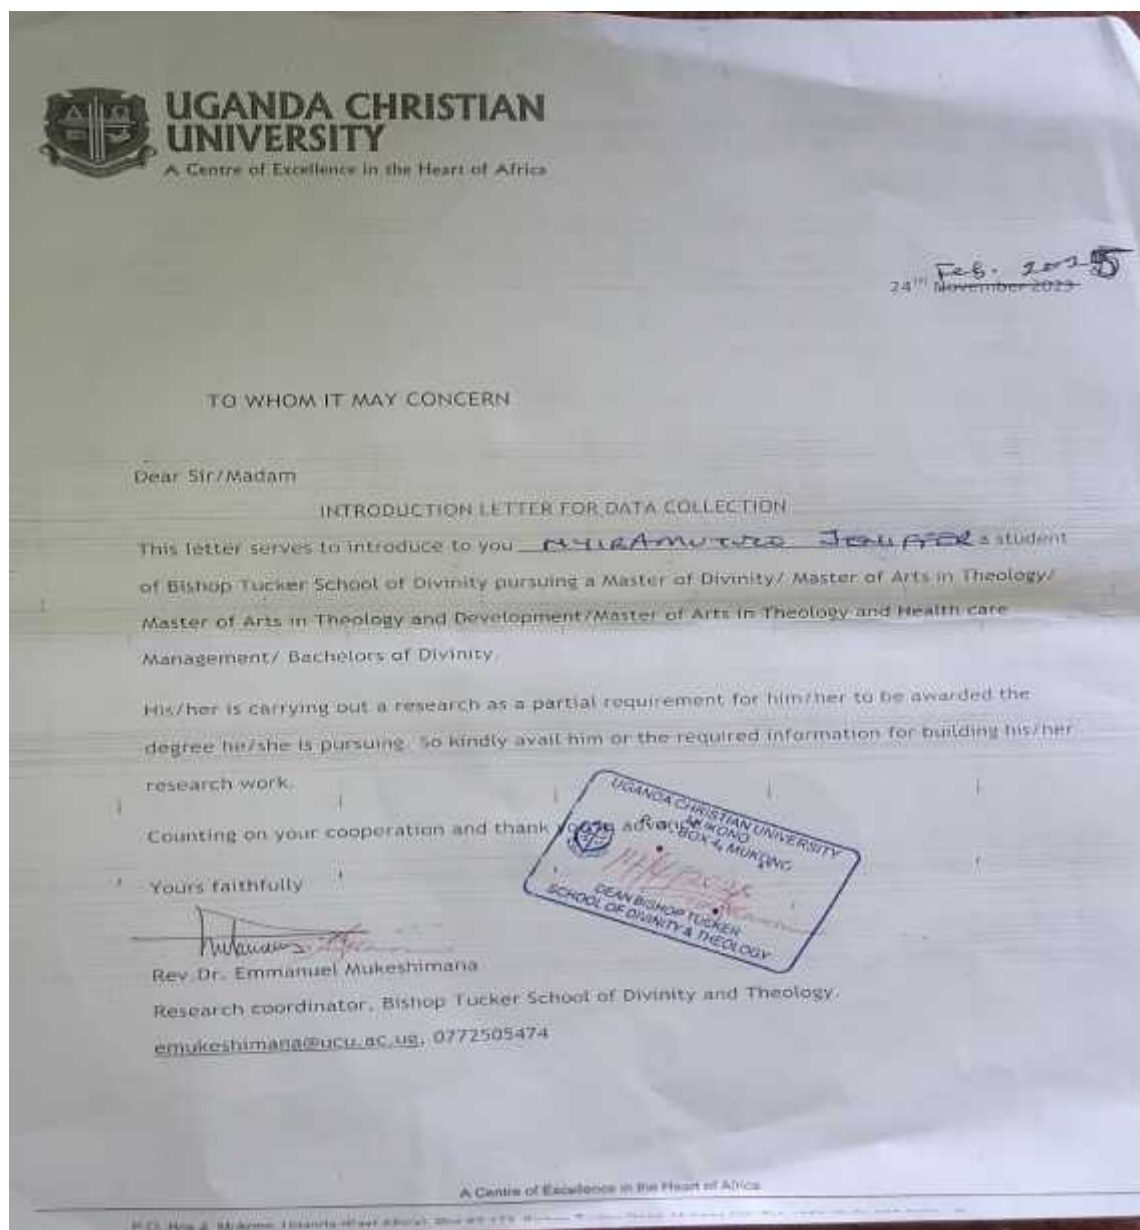 UGANDA CHRISTIAN
UNIVERSITY
A Centre of Excellence in the Heart of Africa
Feb. 2025
24TH November 2023
TO WHOM IT MAY CONCERN
Dear Sir/Madam
INTRODUCTION LETTER FOR DATA COLLECTION
This letter serves to introduce to you a student
of Bishop Tucker School of Divinity pursuing a Master of Divinity/ Master of Arts in Theology/
Master of Arts in Theology and Development/Master of Arts in Theology and Health care
Management/ Bachelors of Divinity.
His/her is carrying out a research as a partial requirement for him/her to be awarded the
degree he/she is pursuing. So kindly avail him or the required information for building his/her
research work.
Counting on your cooperation and thank you advance
UGANDA CHRISTIAN UNIVERSITY
MUKONO
BOX 4, MUKONO
DEAN BISHOP TUCKER
SCHOOL OF DIVINITY & THEOLOGY
Yours faithfully
Rev Dr. Emmanuel Mukeshimana
Research coordinator, Bishop Tucker School of Divinity and Theology.
emukeshimana@ucu.ac.ug, 0772505474
A Centre of Excellence in the Heart of Africa